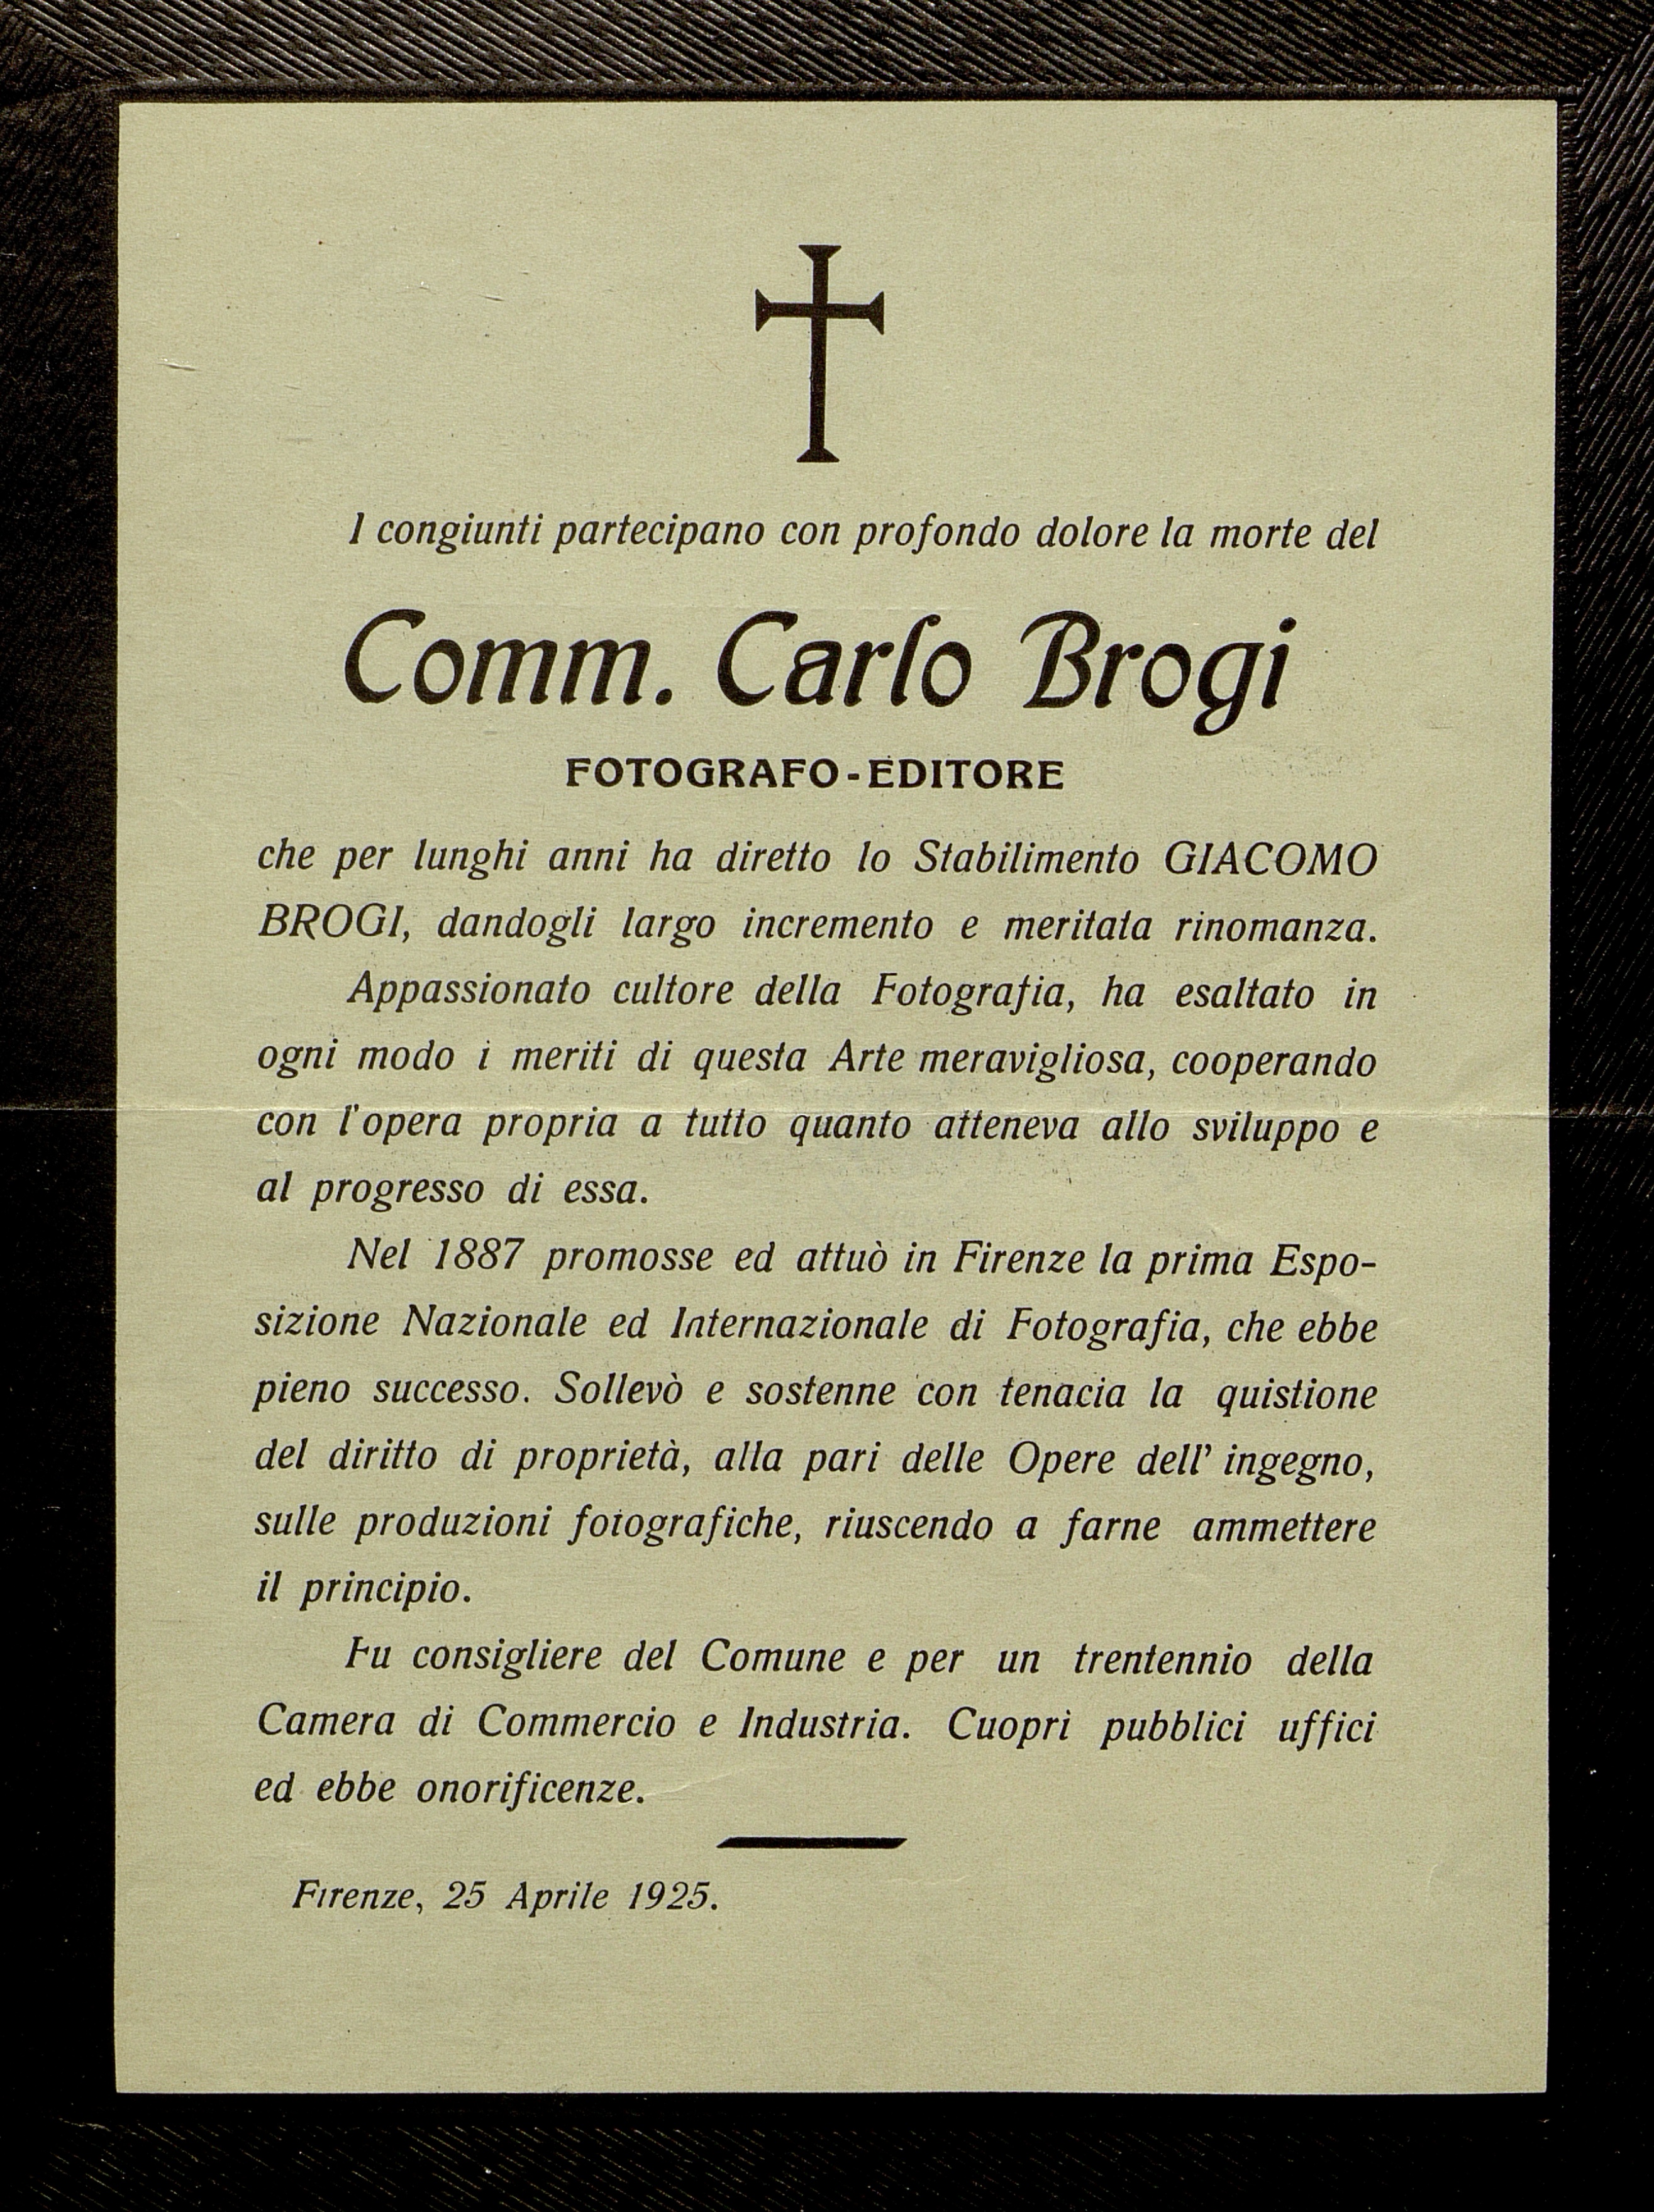 I congiunti partecipano con profondo dolore la morte del
Comm. Carlo Brogi
FOTOGRAFO-EDITORE
che per lunghi anni ha diretto lo Stabilimento GIACOMO
BROGI, dandogli largo incremento e meritata rinomanza.
Appassionato cultore della Fotografia, ha esaltato in
ogni modo i meriti di questa Arte meravigliosa, cooperando
con l'opera propria a tutto quanto atteneva allo sviluppo e
al progresso di essa.
Nel 1887 promosse ed attuò in Firenze la prima Espo-
sizione Nazionale ed Internazionale di Fotografia, che ebbe
pieno successo. Sollevò e sostenne con tenacia la quistione
del diritto di proprietà, alla pari delle Opere dell' ingegno,
sulle produzioni fotografiche, riuscendo a farne ammettere
il principio.
Fu consigliere del Comune e per un trentennio della
Camera di Commercio e Industria. Cuoprì pubblici uffici
ed ebbe onorificenze.
Firenze, 25 Aprile 1925.